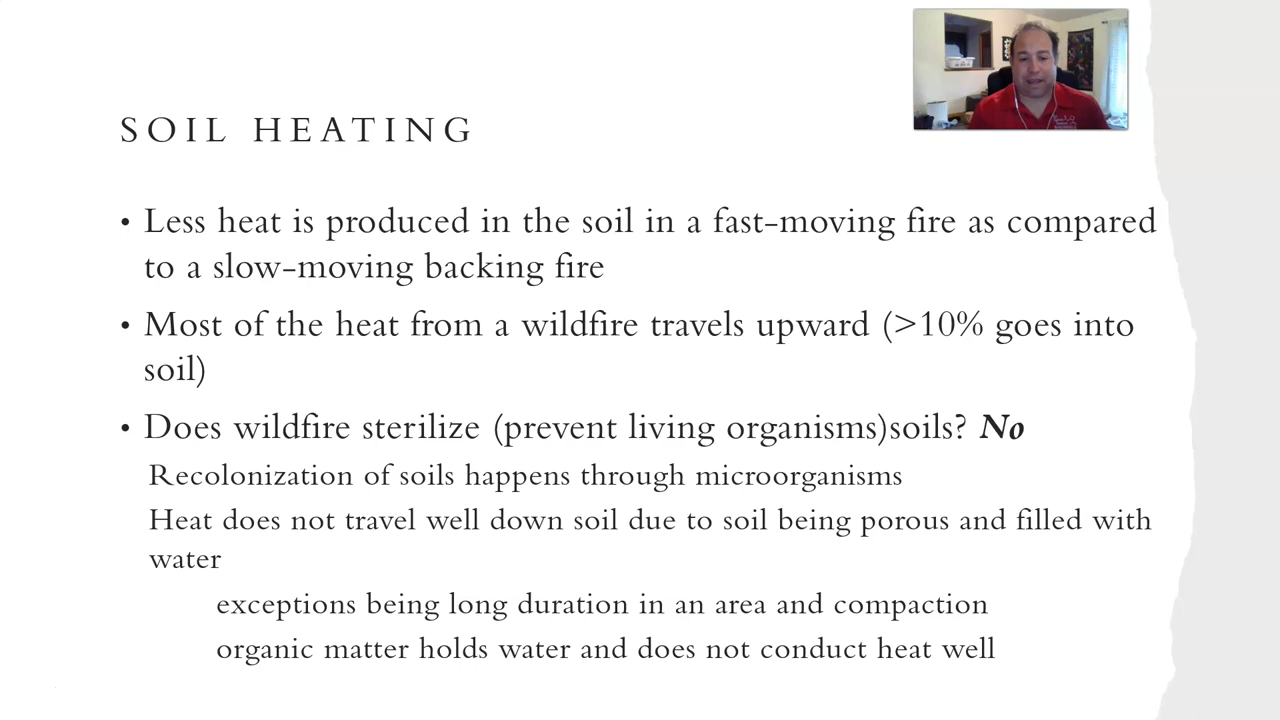 SOIL HEATING
• Less heat is produced in the soil in a fast-moving fire as compared
to a slow-moving backing fire
• Most of the heat from a wildfire travels upward (>10% goes into
soil)
• Does wildfire sterilize (prevent living organisms)soils? No
Recolonization of soils happens through microorganisms
Heat does not travel well down soil due to soil being porous and filled with
water
exceptions being long duration in an area and compaction
organic matter holds water and does not conduct heat well